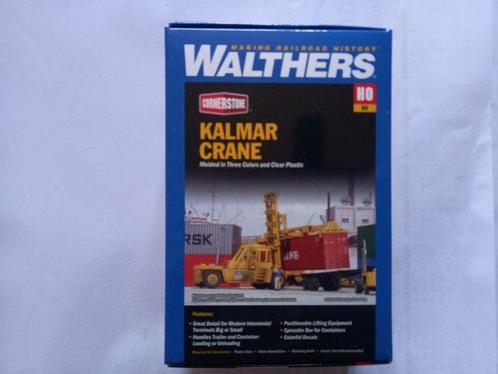 MAKING RAILROAD HISTORY™
WALTHERS®
CORNERSTONE
HO
KALMAR
CRANE
Molded in Three Colors and Clear Plastic
RSK
Features:
• Great Detail for Modern Intermodal
Terminals Big or Small
• Handles Trailer and Container
Loading or Unloading
• Positionable Lifting Equipment
• Spreader Bar for Containers
• Colorful Decals